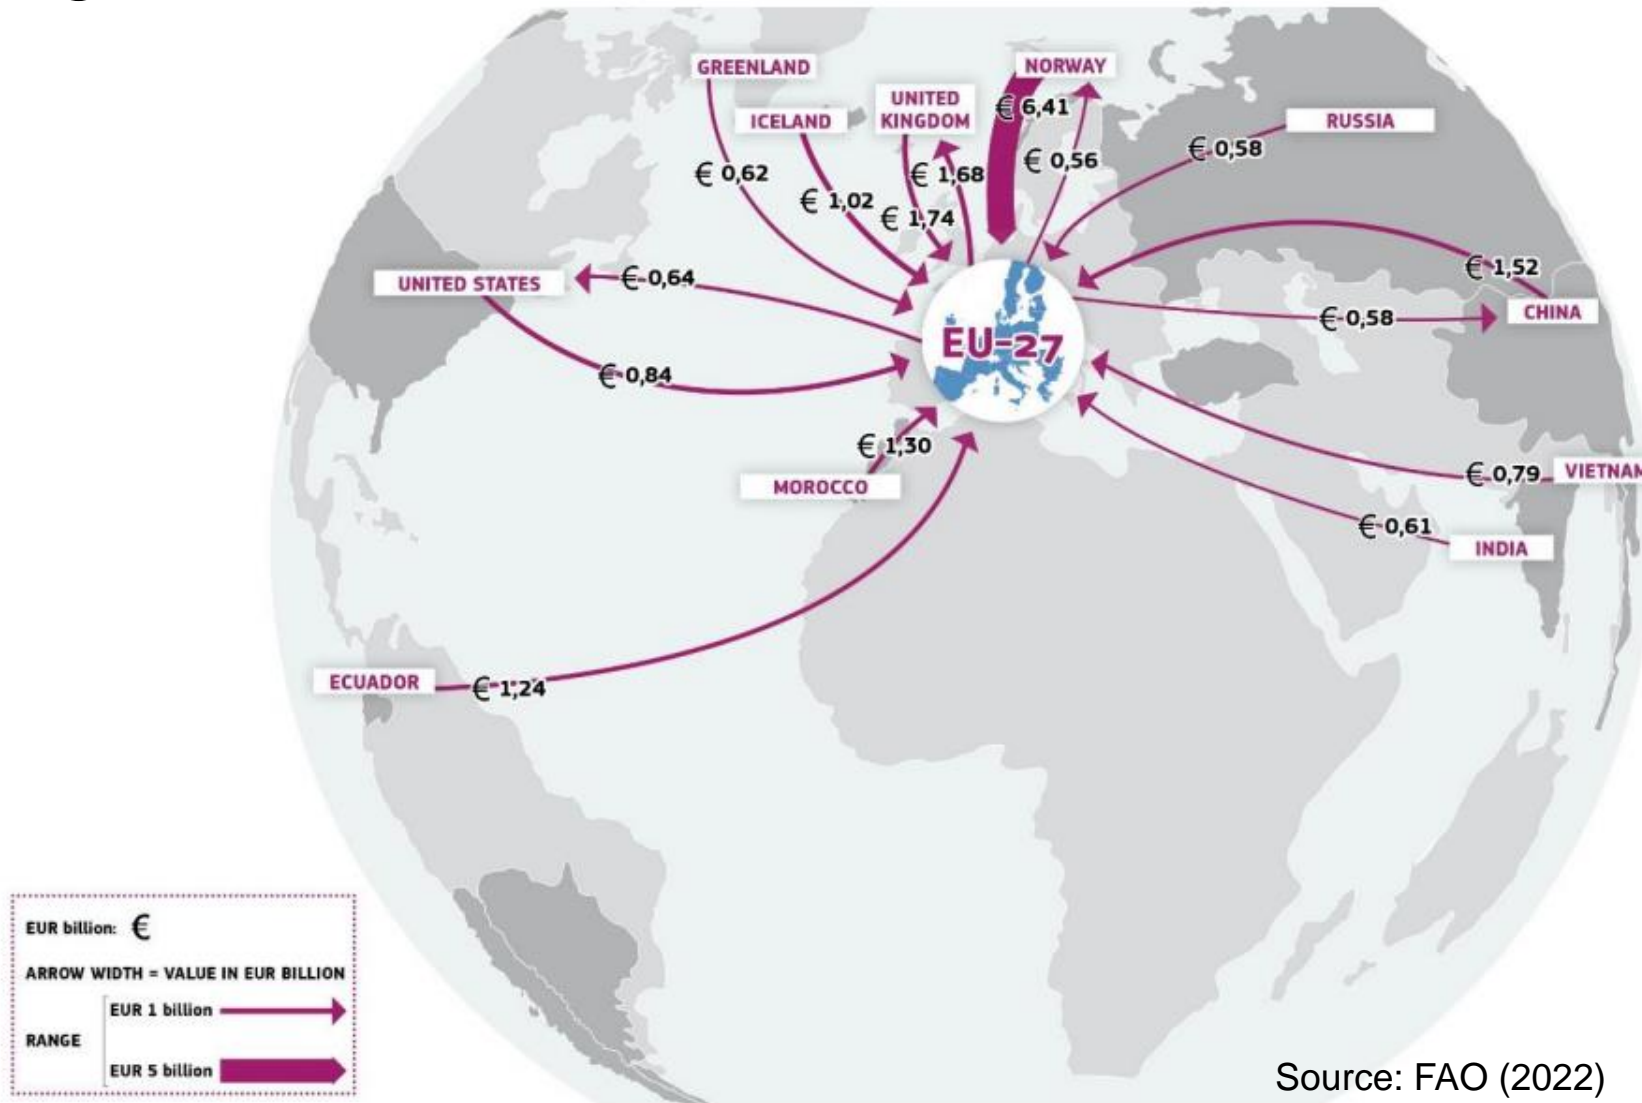 GREENLAND
NORWAY
UNITED
KINGDOM
€ 6,41
ICELAND
RUSSIA
€ 0,58
€ 0,56
€ 0,62
€ 1,68
€ 1,02
€ 1,74
€ 1,52
UNITED STATES
€ 0,64
CHINA
€ 0,58
EU-27
€ 0,84
€ 1,30
MOROCCO
€ 0,79
VIETNAM
€ 0,61
INDIA
ECUADOR
€ 1,24
EUR billion: €
ARROW WIDTH = VALUE IN EUR BILLION
EUR 1 billion
RANGE
EUR 5 billion
Source: FAO (2022)